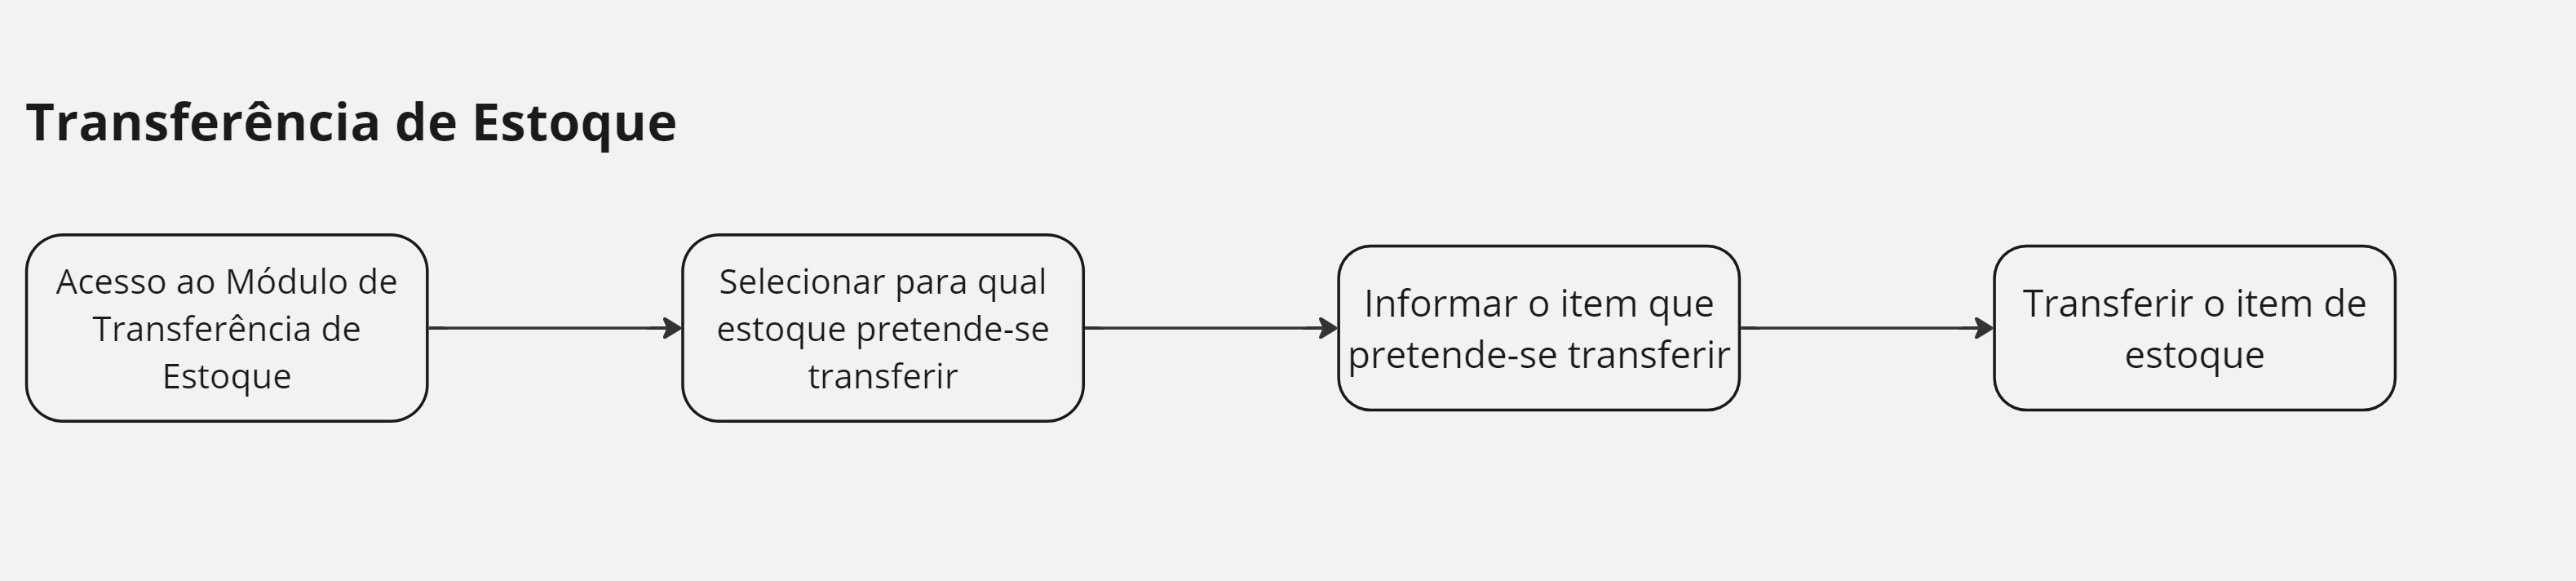 Transferência de Estoque
Acesso ao Módulo de
Transferência de
Estoque
Selecionar para qual
estoque pretende-se
transferir
Informar o item que
pretende-se transferir
Transferir o item de
estoque